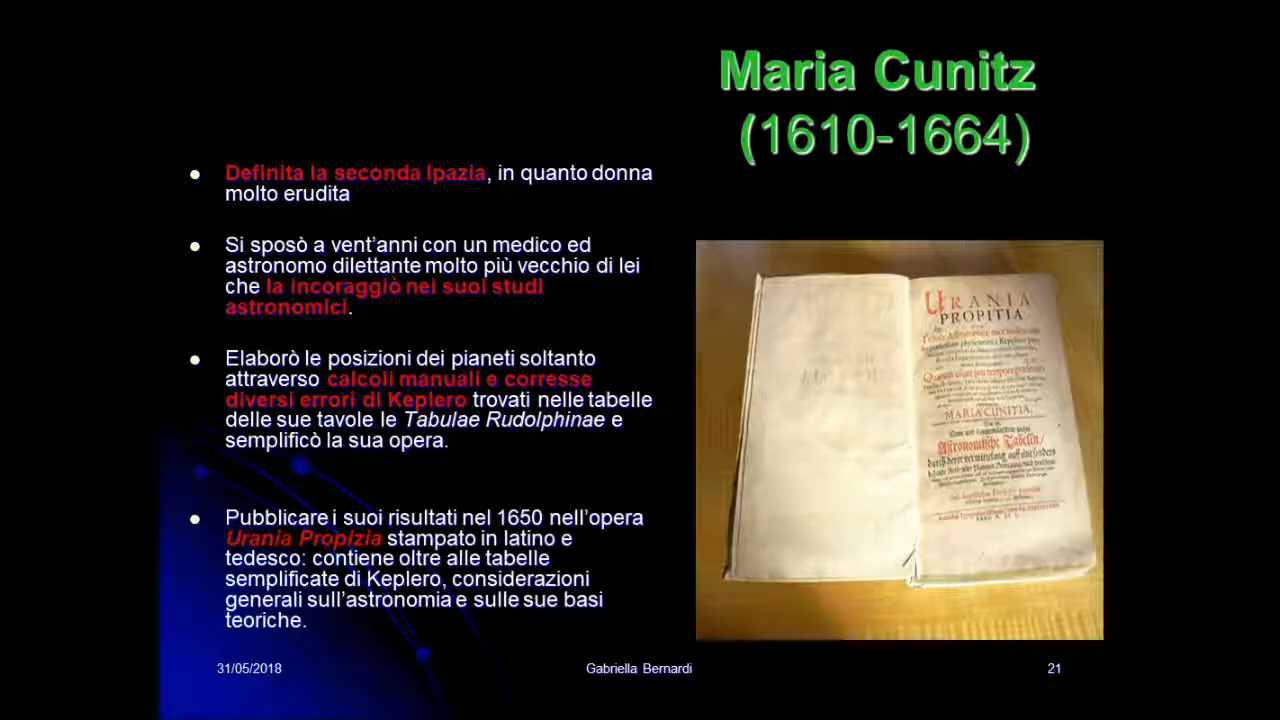 Maria Cunitz
(1610-1664)
Definita la seconda Ipazia, in quanto donna
molto erudita
Si sposò a vent'anni con un medico ed
astronomo dilettante molto più vecchio di lei
che la incoraggiò nei suoi studi
astronomici.
Elaborò le posizioni dei pianeti soltanto
attraverso calcoli manuali e corresse
diversi errori di Keplero trovati nelle tabelle
delle sue tavole le Tabulae Rudolphinae e
semplificò la sua opera.
Pubblicare i suoi risultati nel 1650 nell'opera
Urania Propizia stampato in latino e
tedesco: contiene oltre alle tabelle
semplificate di Keplero, considerazioni
generali sull'astronomia e sulle sue basi
teoriche.
URANIA
PROPITIA
MARIA CUNITIA.
Astronomische Tabelln/
31/05/2018
Gabriella Bernardi
21